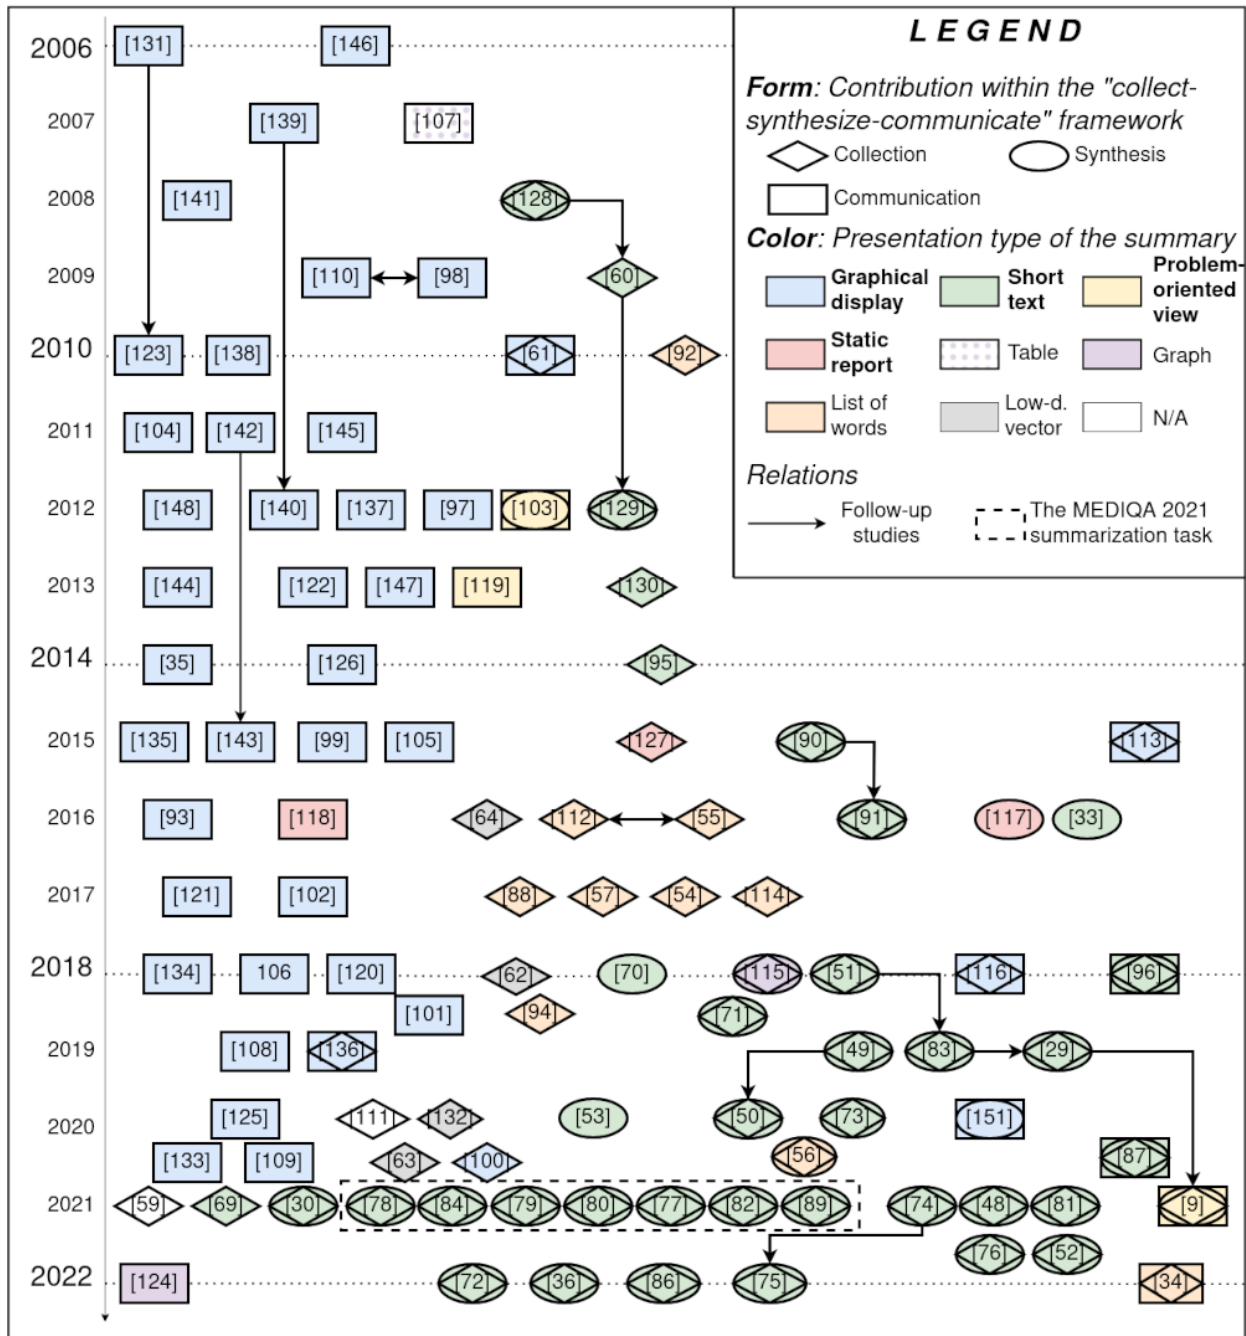 L E G E N D
Form: Contribution within the "collect-
synthesize-communicate" framework
Collection
Synthesis
Communication
Color: Presentation type of the summary
Graphical
display
Short
text
Problem-
oriented
view
Static
report
Table
Graph
List of
words
Low-d.
vector
N/A
Relations
Follow-up
studies
The MEDIQA 2021
summarization task
2006 [131] [146]
2007 [139] [107]
2008 [141] [128]
2009 [110] [98] [60]
2010 [123] [138] [61] [92]
2011 [104] [142] [145]
2012 [148] [140] [137] [97] [103] [129]
2013 [144] [122] [147] [119] [130]
2014 [35] [126] [95]
2015 [135] [143] [99] [105] [127] [90] [113]
2016 [93] [118] [64] [112] [55] [91] [117] [33]
2017 [121] [102] [88] [57] [54] [114]
2018 [134] 106 [120] [62] [70] [115] [51] [116] [96]
[101] [94] [71]
2019 [108] [136] [49] [83] [29]
2020 [125] [111] [132] [53] [50] [73] [151]
[133] [109] [63] [100] [56] [87]
2021 [59] [69] [30] [78] [84] [79] [80] [77] [82] [89] [74] [48] [81] [9]
[76] [52]
2022 [124] [72] [36] [86] [75] [34]